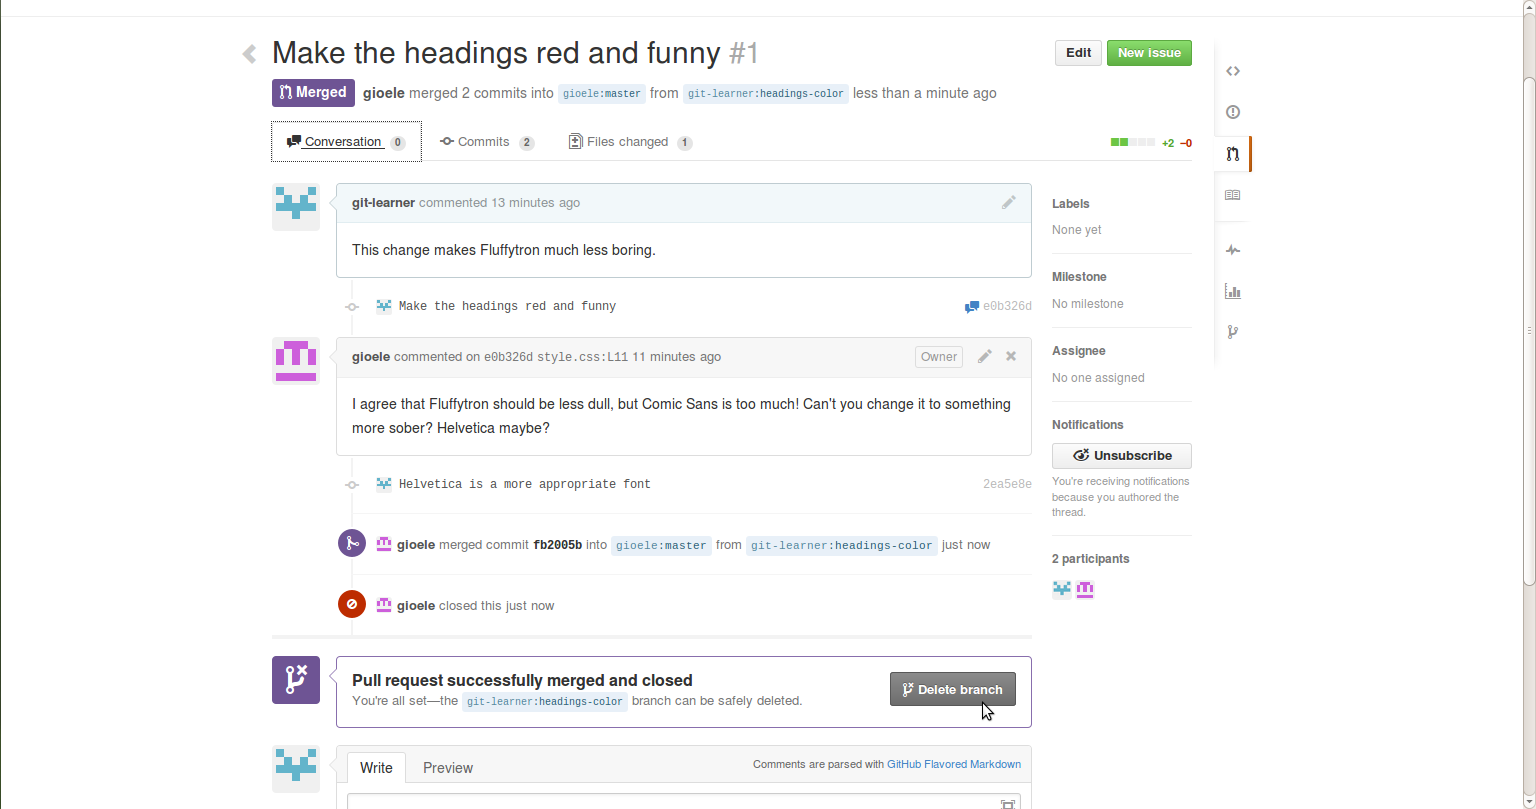 Make the headings red and funny #1
Edit
New issue
Merged gioele merged 2 commits into gioele:master from git-learner:headings-color less than a minute ago
Conversation 0
Commits 2
Files changed 1
+2 −0
git-learner commented 13 minutes ago
This change makes Fluffytron much less boring.
Make the headings red and funny e0b326d
gioele commented on e0b326d style.css:L11 11 minutes ago Owner
I agree that Fluffytron should be less dull, but Comic Sans is too much! Can't you change it to something
more sober? Helvetica maybe?
Helvetica is a more appropriate font 2ea5e8e
gioele merged commit fb2005b into gioele:master from git-learner:headings-color just now
gioele closed this just now
Pull request successfully merged and closed
You're all set—the git-learner:headings-color branch can be safely deleted.
Delete branch
Write
Preview
Comments are parsed with GitHub Flavored Markdown
Labels
None yet
Milestone
No milestone
Assignee
No one assigned
Notifications
Unsubscribe
You're receiving notifications
because you authored the
thread.
2 participants